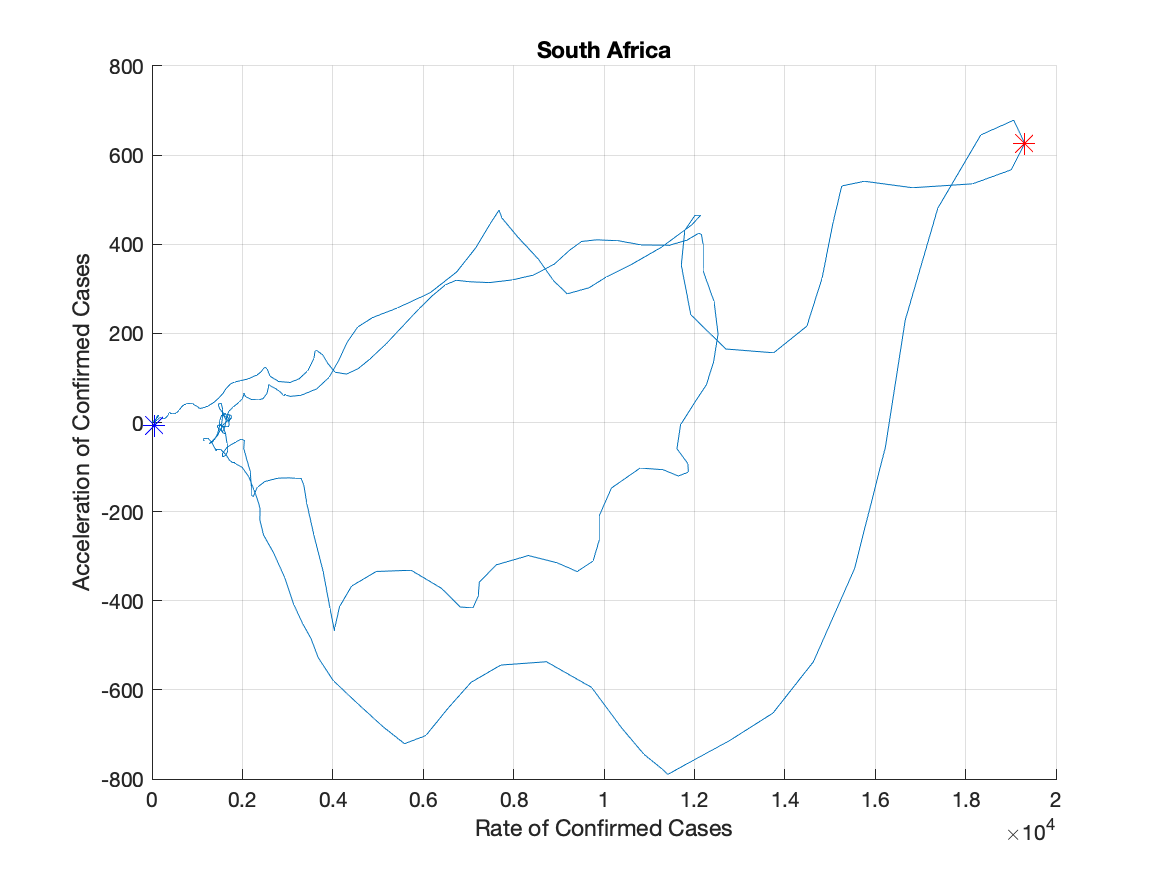 South Africa
800
600
400
200
0
-200
-400
-600
-800
Acceleration of Confirmed Cases
0 0.2 0.4 0.6 0.8 1 1.2 1.4 1.6 1.8 2
Rate of Confirmed Cases
×10⁴